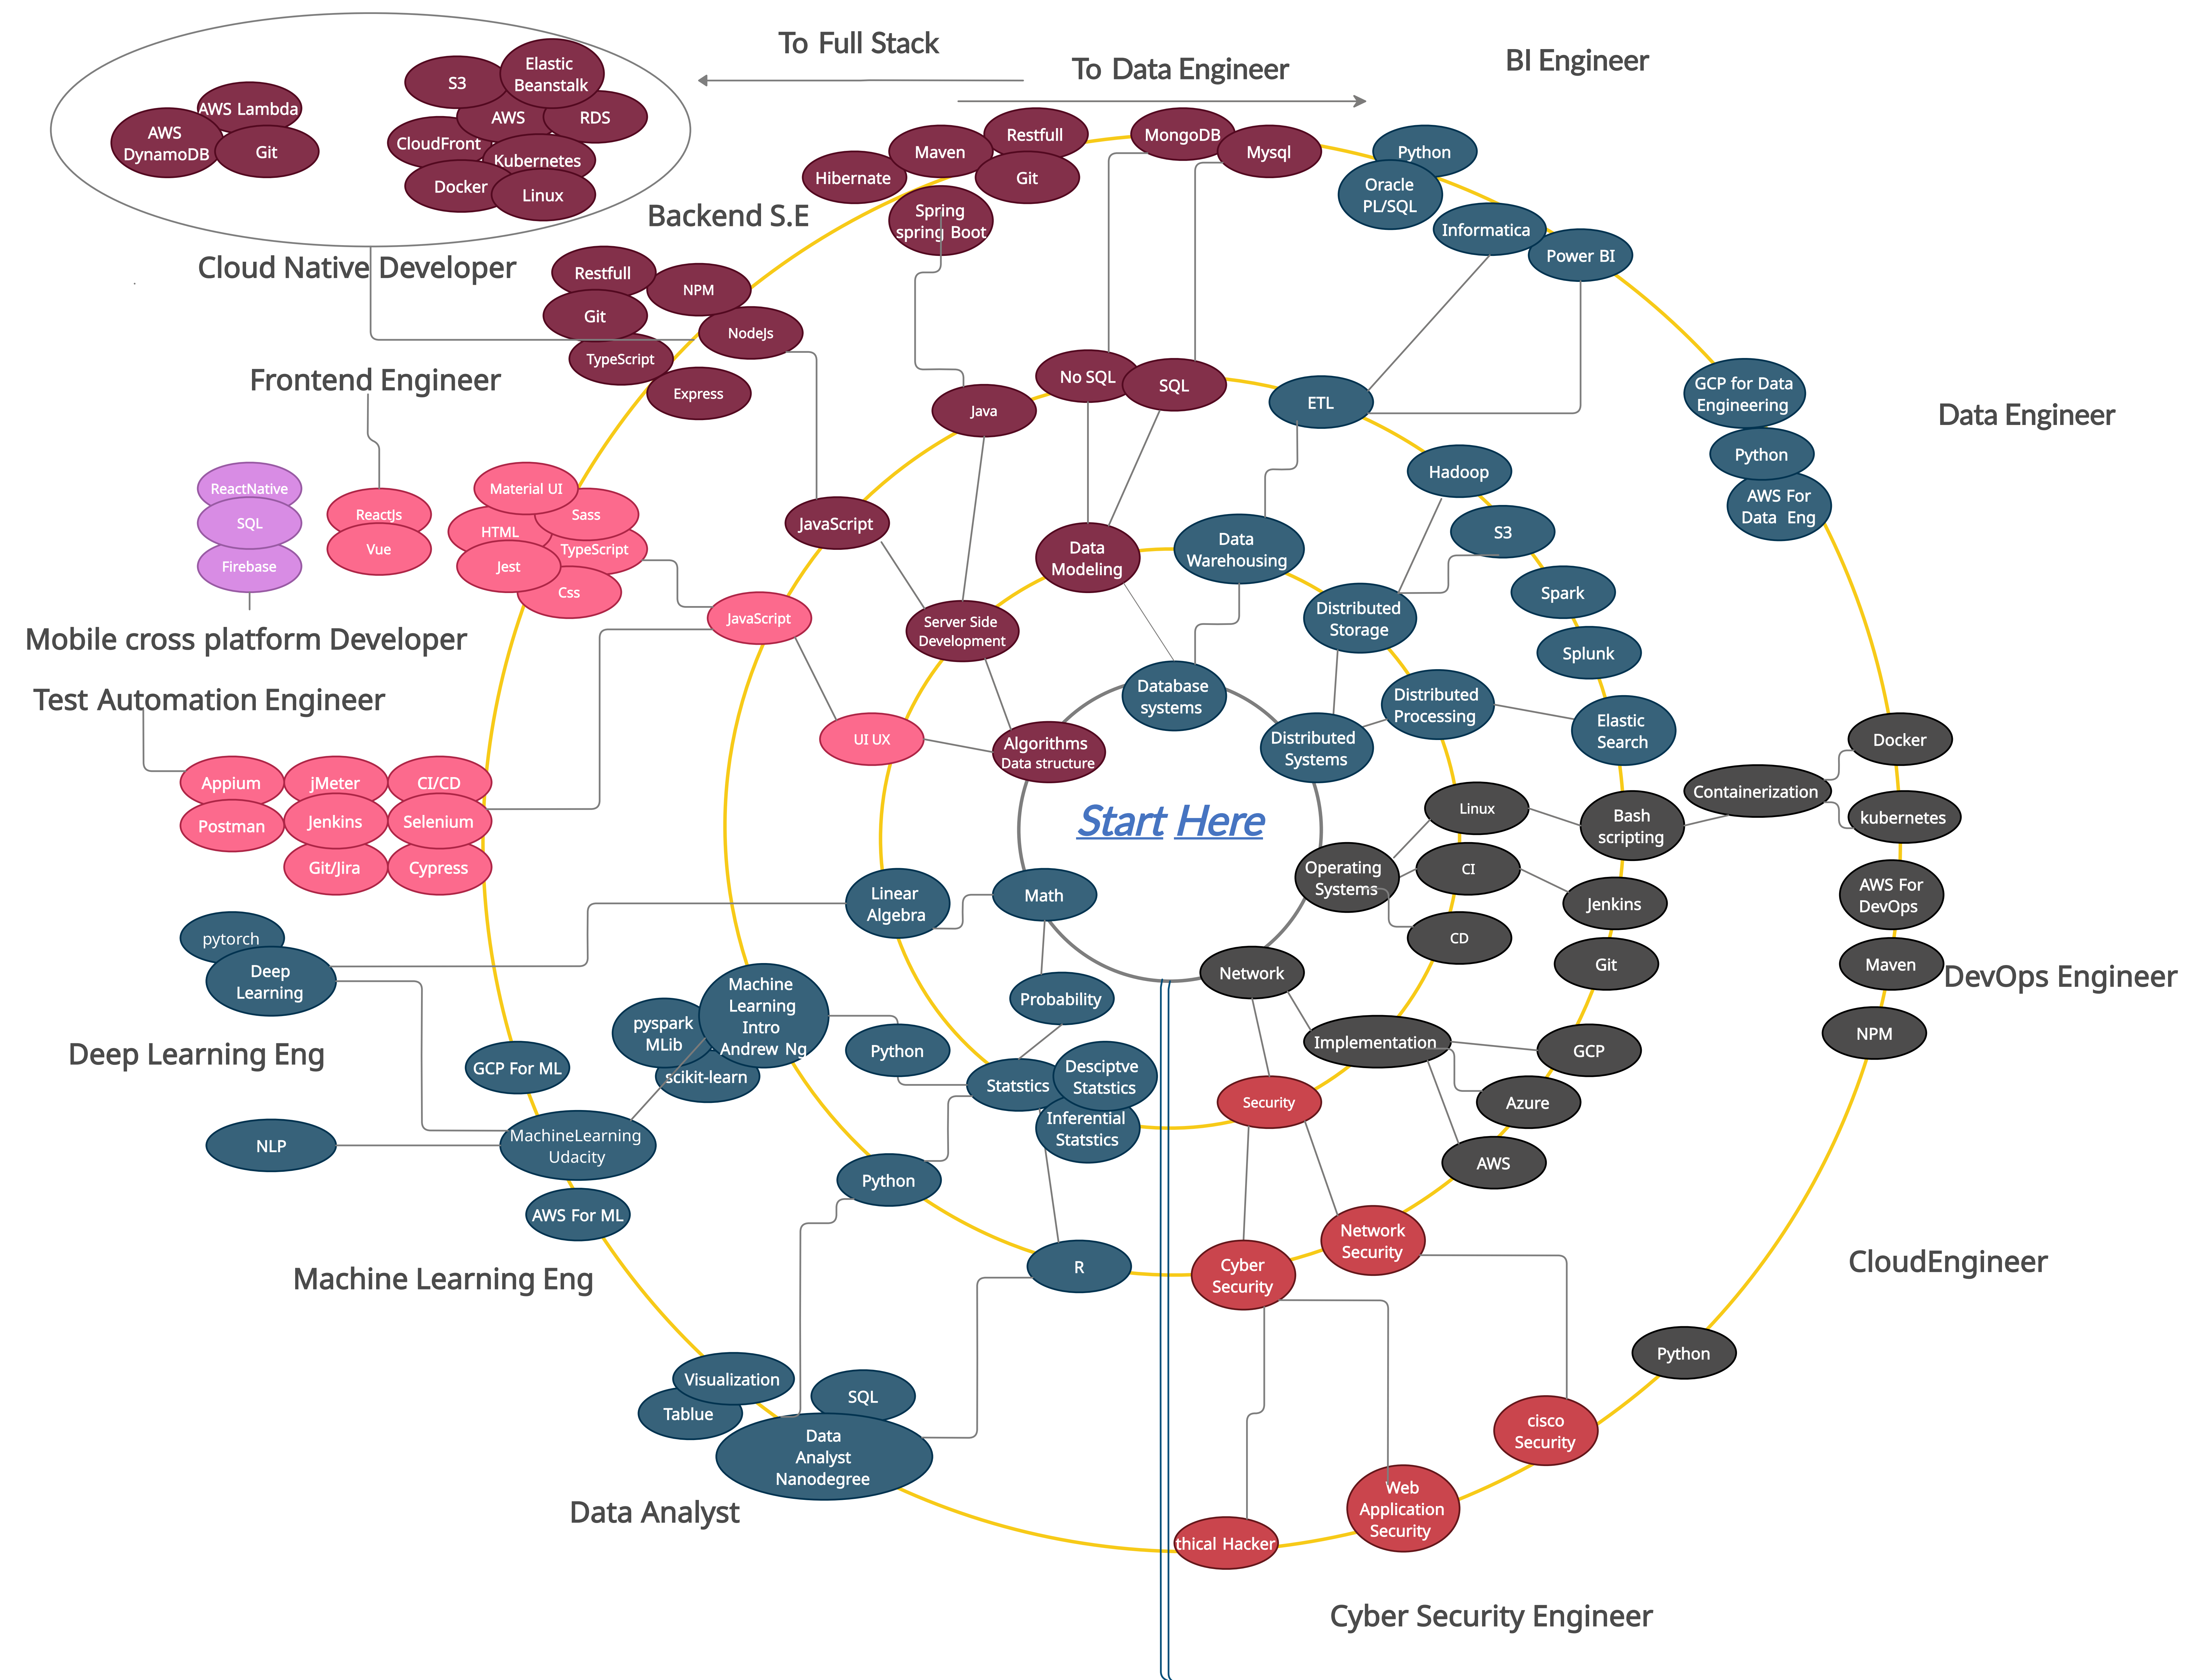 To Full Stack
To Data Engineer
BI Engineer
Elastic
Beanstalk
S3
AWS
RDS
CloudFront
Kubernetes
Docker
Linux
AWS Lambda
AWS
DynamoDB
Git
Cloud Native Developer
Backend S.E
Restfull
Maven
Hibernate
Git
Spring
spring Boot
MongoDB
Mysql
Python
Oracle
PL/SQL
Informatica
Power BI
Restfull
NPM
Git
NodeJs
TypeScript
Express
Frontend Engineer
No SQL
SQL
Java
ETL
GCP for Data
Engineering
Data Engineer
Python
AWS For
Data Eng
Hadoop
S3
Spark
Splunk
Elastic
Search
ReactNative
SQL
Firebase
ReactJs
Vue
Material UI
Sass
HTML
TypeScript
Jest
Css
JavaScript
Data
Modeling
Data
Warehousing
Distributed
Storage
JavaScript
Server Side
Development
Mobile cross platform Developer
Test Automation Engineer
Database
systems
Distributed
Processing
Distributed
Systems
UI UX
Algorithms
Data structure
Start Here
Appium
jMeter
CI/CD
Postman
Jenkins
Selenium
Git/Jira
Cypress
Linux
Bash
scripting
Containerization
Docker
kubernetes
Operating
Systems
CI
Jenkins
AWS For
DevOps
CD
Git
Maven
DevOps Engineer
NPM
Linear
Algebra
Math
Network
pytorch
Deep
Learning
Deep Learning Eng
Machine
Learning
Intro
Andrew Ng
pyspark
MLib
scikit-learn
Probability
Python
Statstics
Desciptve
Statstics
Inferential
Statstics
Implementation
GCP
Azure
AWS
Security
GCP For ML
NLP
MachineLearning
Udacity
AWS For ML
Machine Learning Eng
Python
R
Cyber
Security
Network
Security
CloudEngineer
Python
Visualization
Tablue
SQL
Data
Analyst
Nanodegree
Data Analyst
cisco
Security
Web
Application
Security
thical Hacker
Cyber Security Engineer